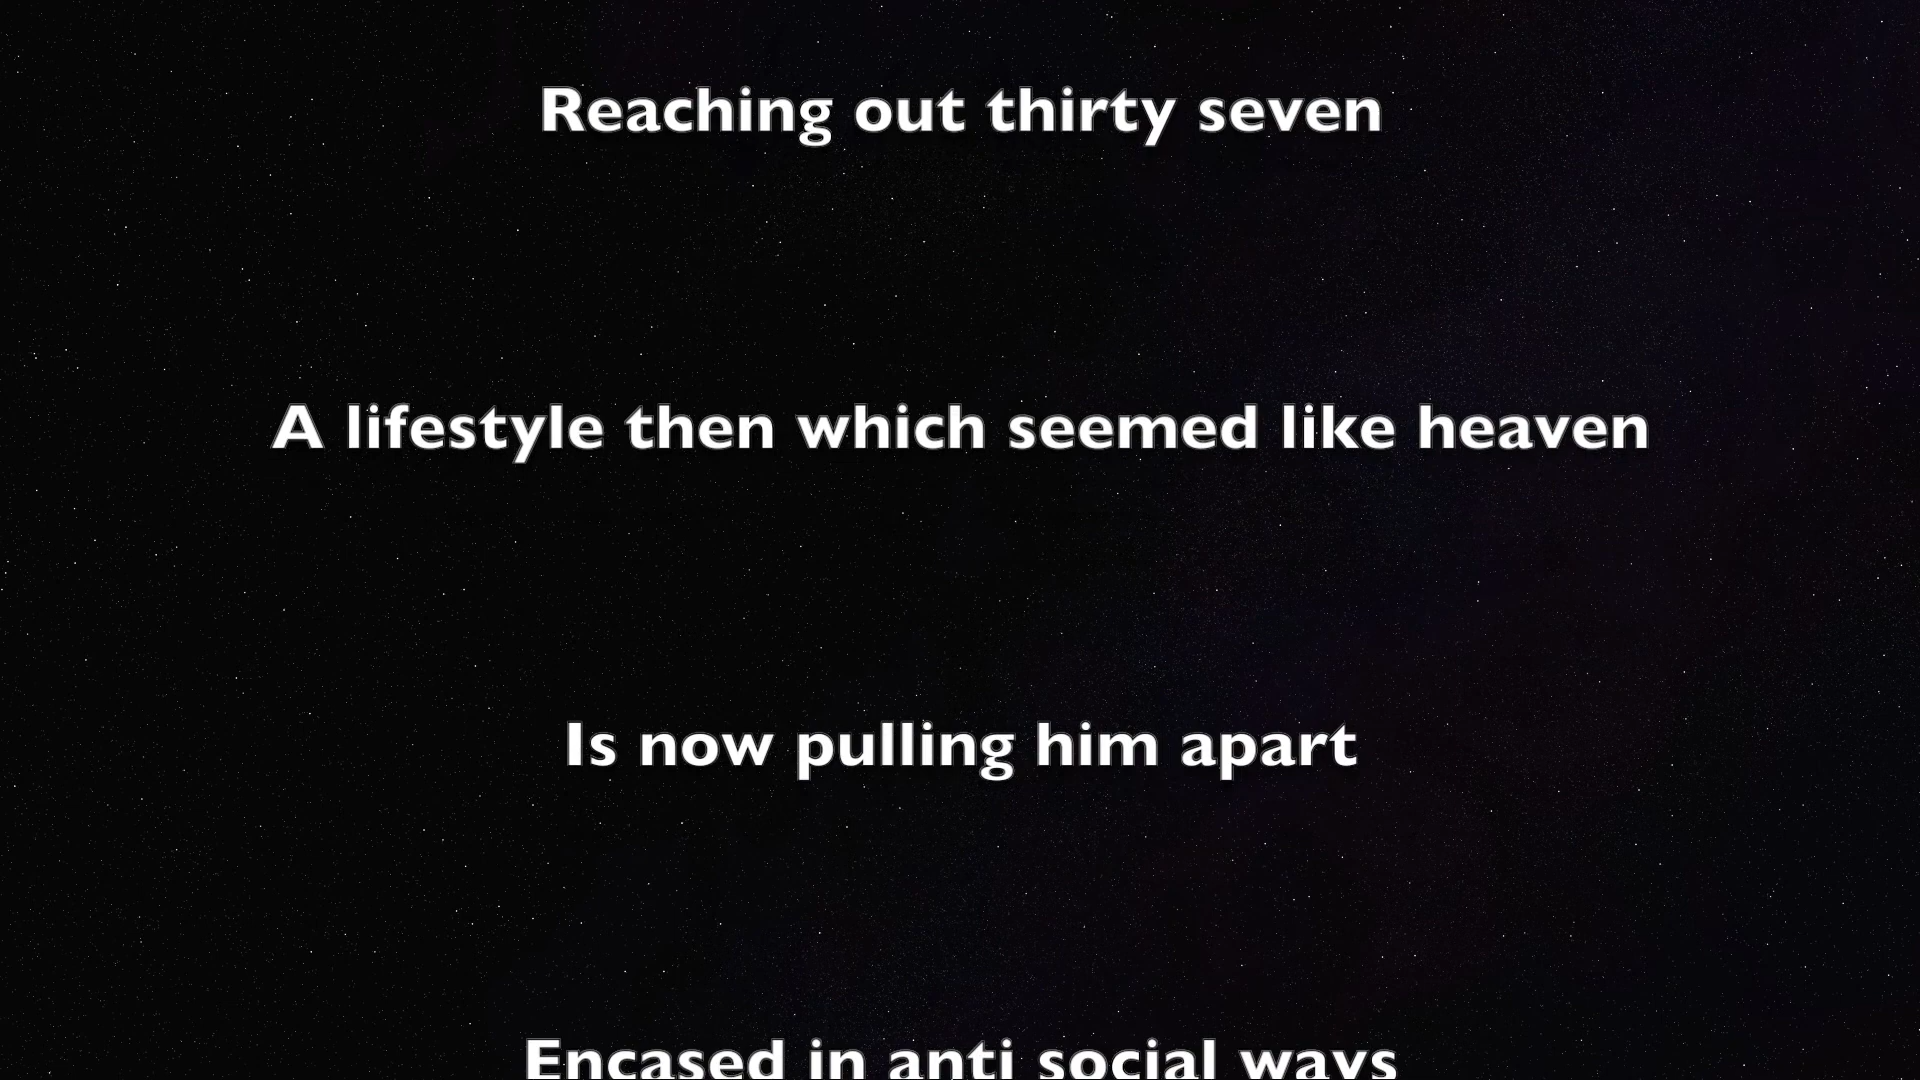 Reaching out thirty seven
A lifestyle then which seemed like heaven
Is now pulling him apart
Encased in anti social ways